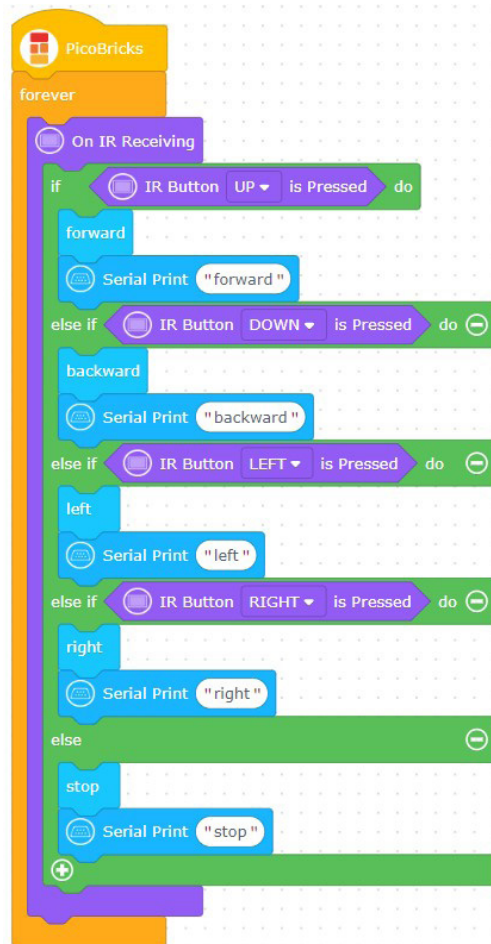 PicoBricks
forever
On IR Receiving
if IR Button UP is Pressed do
forward
Serial Print "forward"
else if IR Button DOWN is Pressed do
backward
Serial Print "backward"
else if IR Button LEFT is Pressed do
left
Serial Print "left"
else if IR Button RIGHT is Pressed do
right
Serial Print "right"
else
stop
Serial Print "stop"